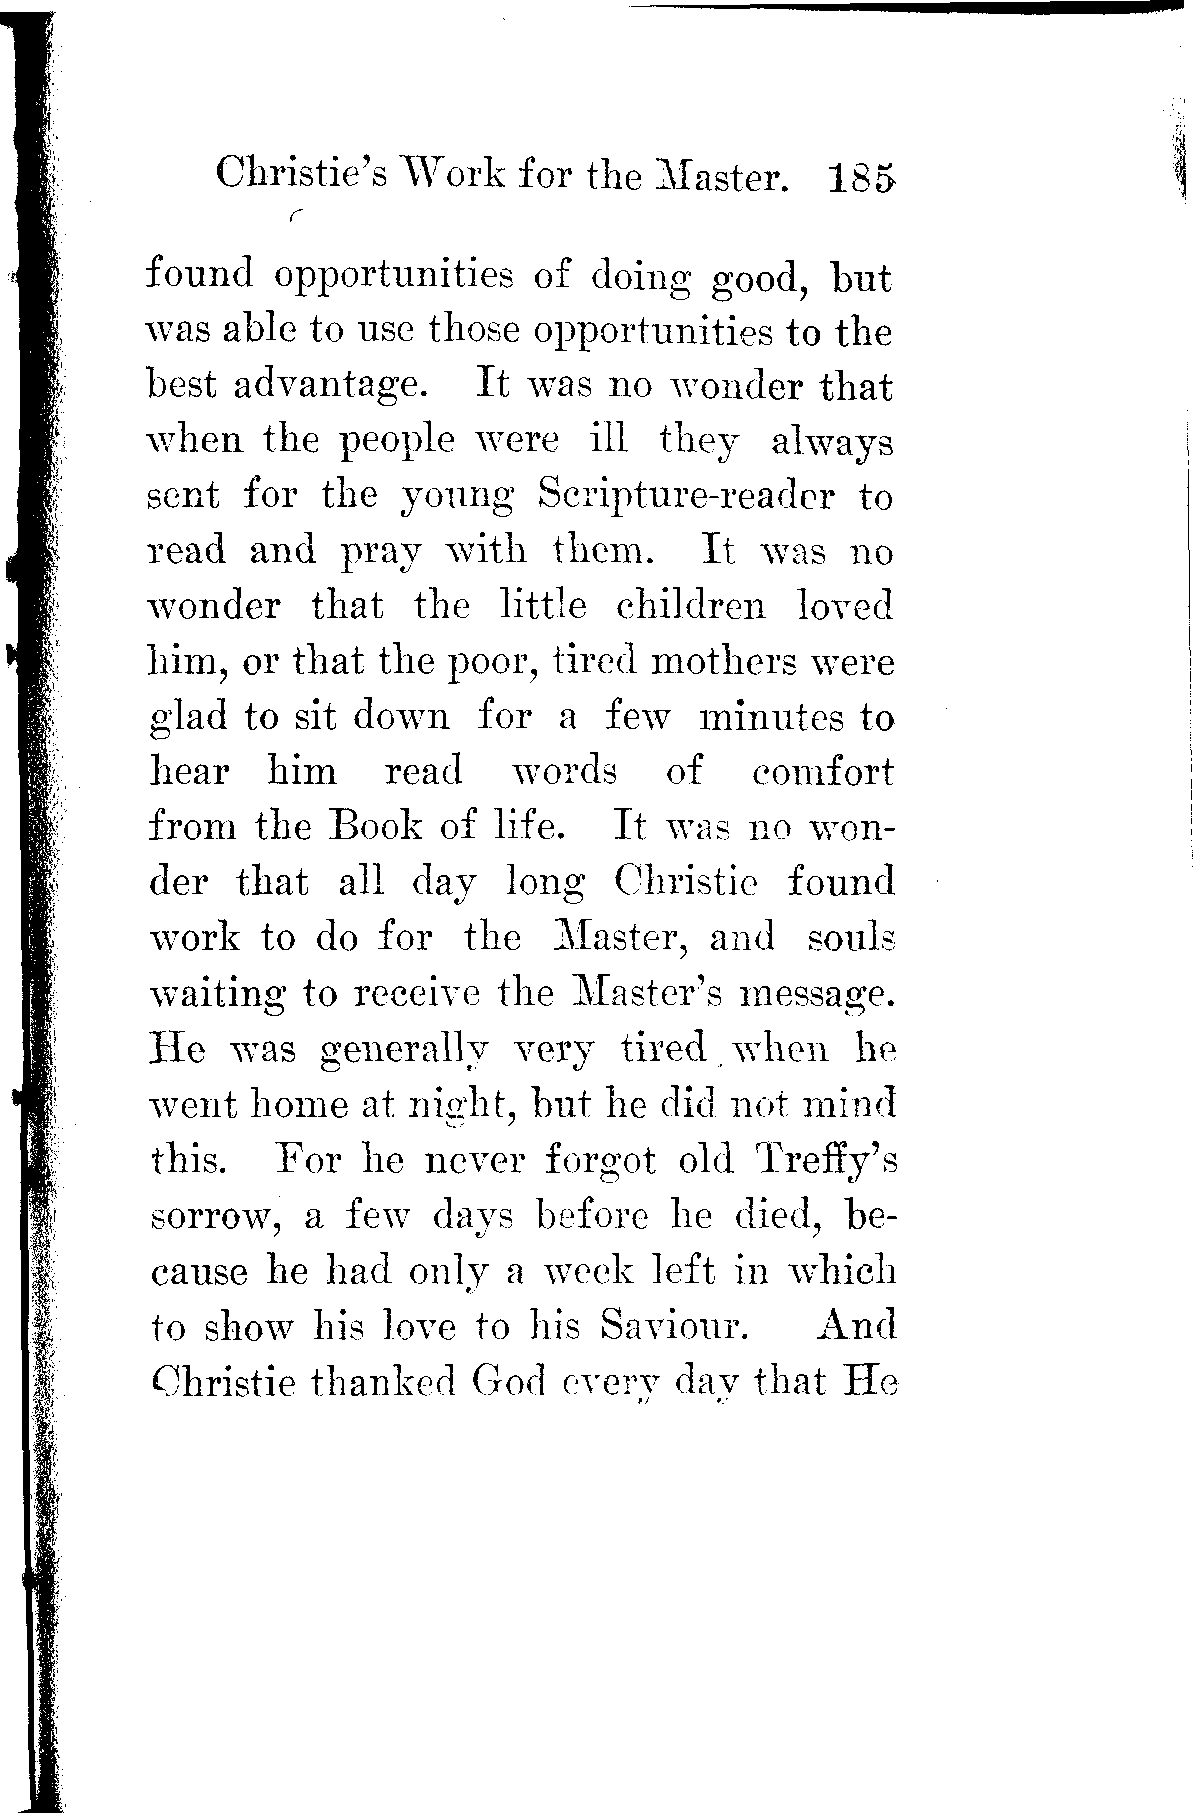 Christie's Work for the Master. 185
found opportunities of doing good, but
was able to use those opportunities to the
best advantage. It was no wonder that
when the people were ill they always
sent for the young Scripture-reader to
read and pray with them. It was no
wonder that the little children loved
him, or that the poor, tired mothers were
glad to sit down for a few minutes to
hear him read words of comfort
from the Book of life. It was no won-
der that all day long Christie found
work to do for the Master, and souls
waiting to receive the Master's message.
He was generally very tired when he
went home at night, but he did not mind
this. For he never forgot old Treffy's
sorrow, a few days before he died, be-
cause he had only a week left in which
to show his love to his Saviour. And
Christie thanked God every day that He